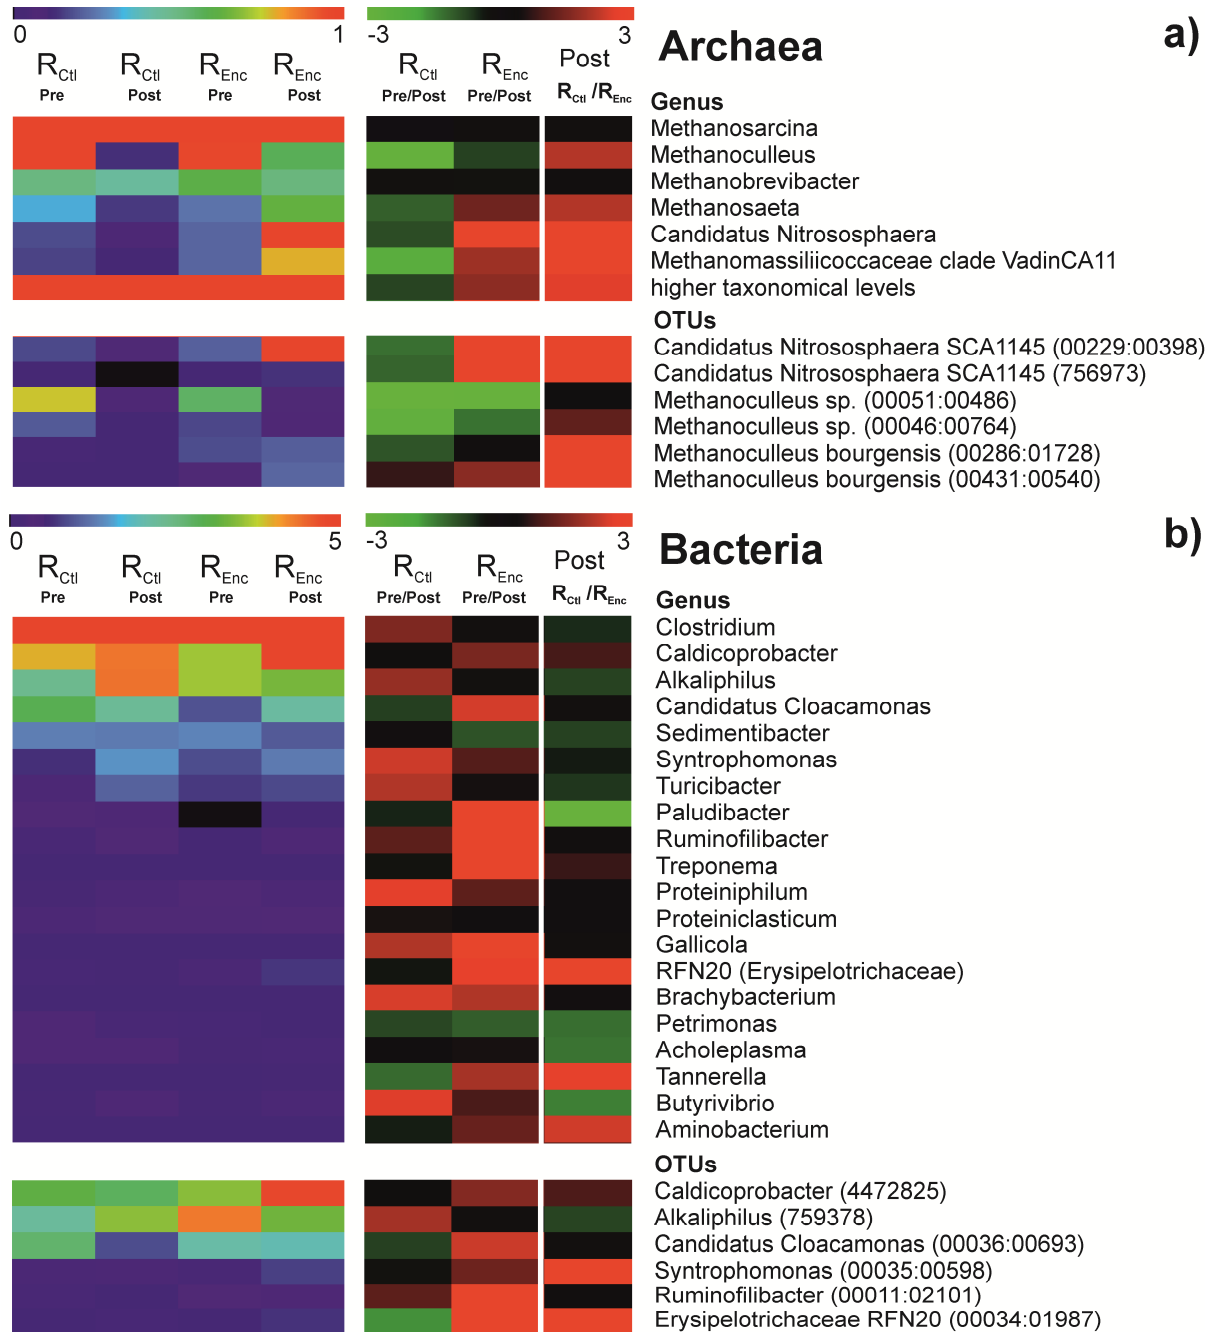 Archaea
a)
0 1
-3 3
RCtl RCtl REnc REnc
Pre Post Pre Post
RCtl REnc Post
Pre/Post Pre/Post RCtl /REnc
Genus
Methanosarcina
Methanoculleus
Methanobrevibacter
Methanosaeta
Candidatus Nitrososphaera
Methanomassiliicoccaceae clade VadinCA11
higher taxonomical levels
OTUs
Candidatus Nitrososphaera SCA1145 (00229:00398)
Candidatus Nitrososphaera SCA1145 (756973)
Methanoculleus sp. (00051:00486)
Methanoculleus sp. (00046:00764)
Methanoculleus bourgensis (00286:01728)
Methanoculleus bourgensis (00431:00540)
Bacteria
b)
0 5
-3 3
RCtl RCtl REnc REnc
Pre Post Pre Post
RCtl REnc Post
Pre/Post Pre/Post RCtl /REnc
Genus
Clostridium
Caldicoprobacter
Alkaliphilus
Candidatus Cloacamonas
Sedimentibacter
Syntrophomonas
Turicibacter
Paludibacter
Ruminofilibacter
Treponema
Proteiniphilum
Proteiniclasticum
Gallicola
RFN20 (Erysipelotrichaceae)
Brachybacterium
Petrimonas
Acholeplasma
Tannerella
Butyrivibrio
Aminobacterium
OTUs
Caldicoprobacter (4472825)
Alkaliphilus (759378)
Candidatus Cloacamonas (00036:00693)
Syntrophomonas (00035:00598)
Ruminofilibacter (00011:02101)
Erysipelotrichaceae RFN20 (00034:01987)